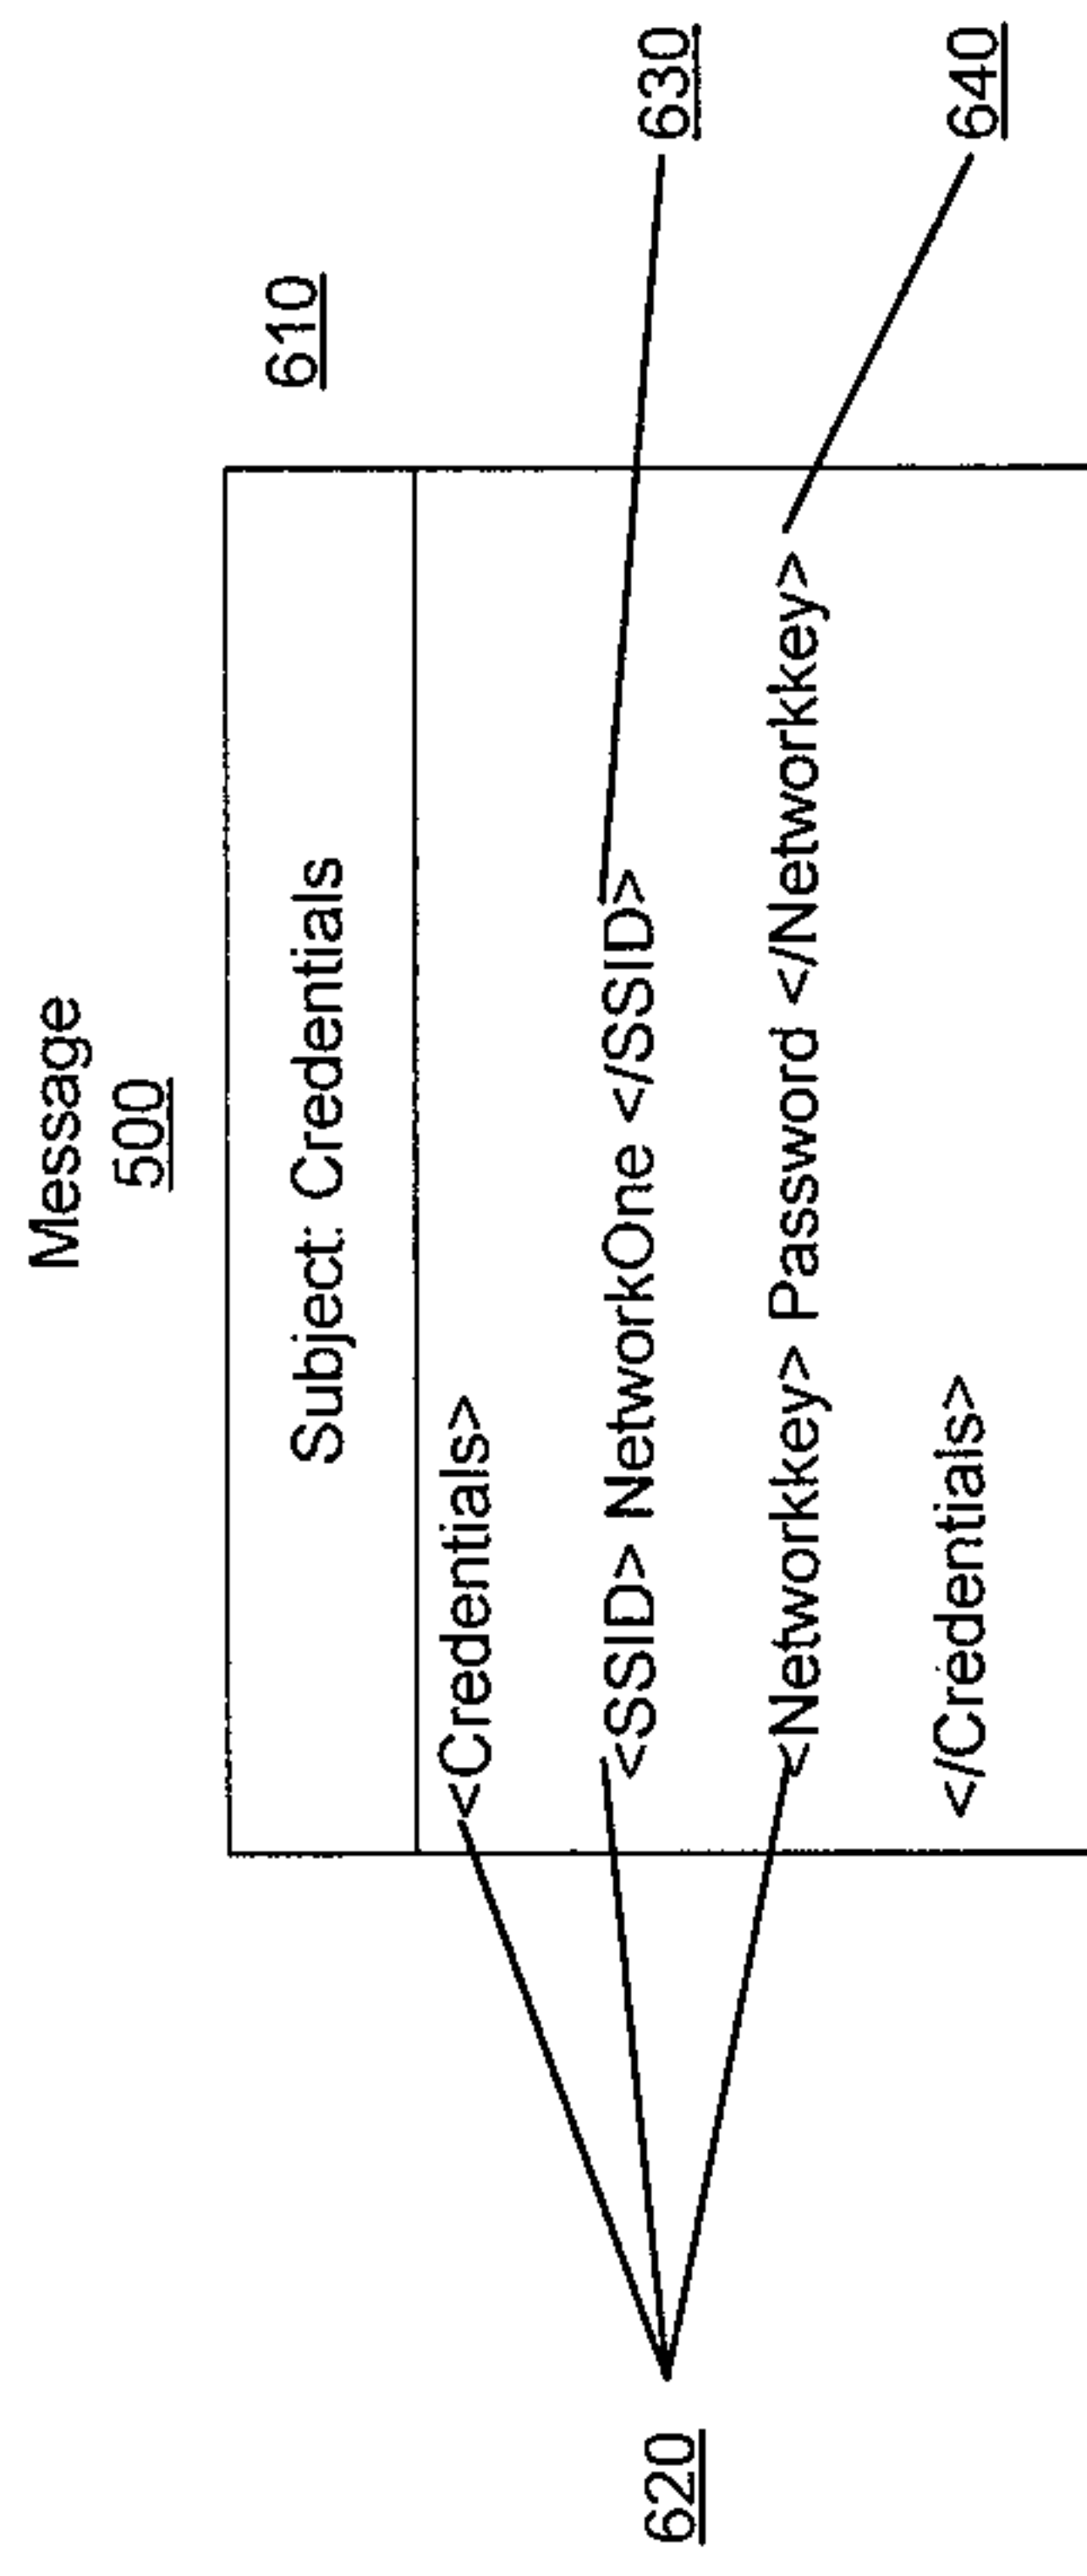 Message
500
610
Subject: Credentials
<Credentials>
<SSID> NetworkOne </SSID>
630
620
<Networkkey> Password </Networkkey>
640
</Credentials>